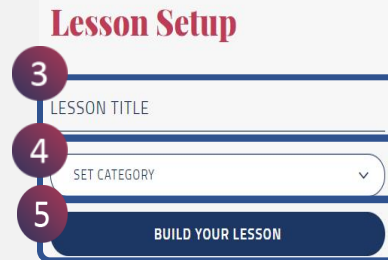 Lesson Setup
3
LESSON TITLE
4
SET CATEGORY
5
BUILD YOUR LESSON